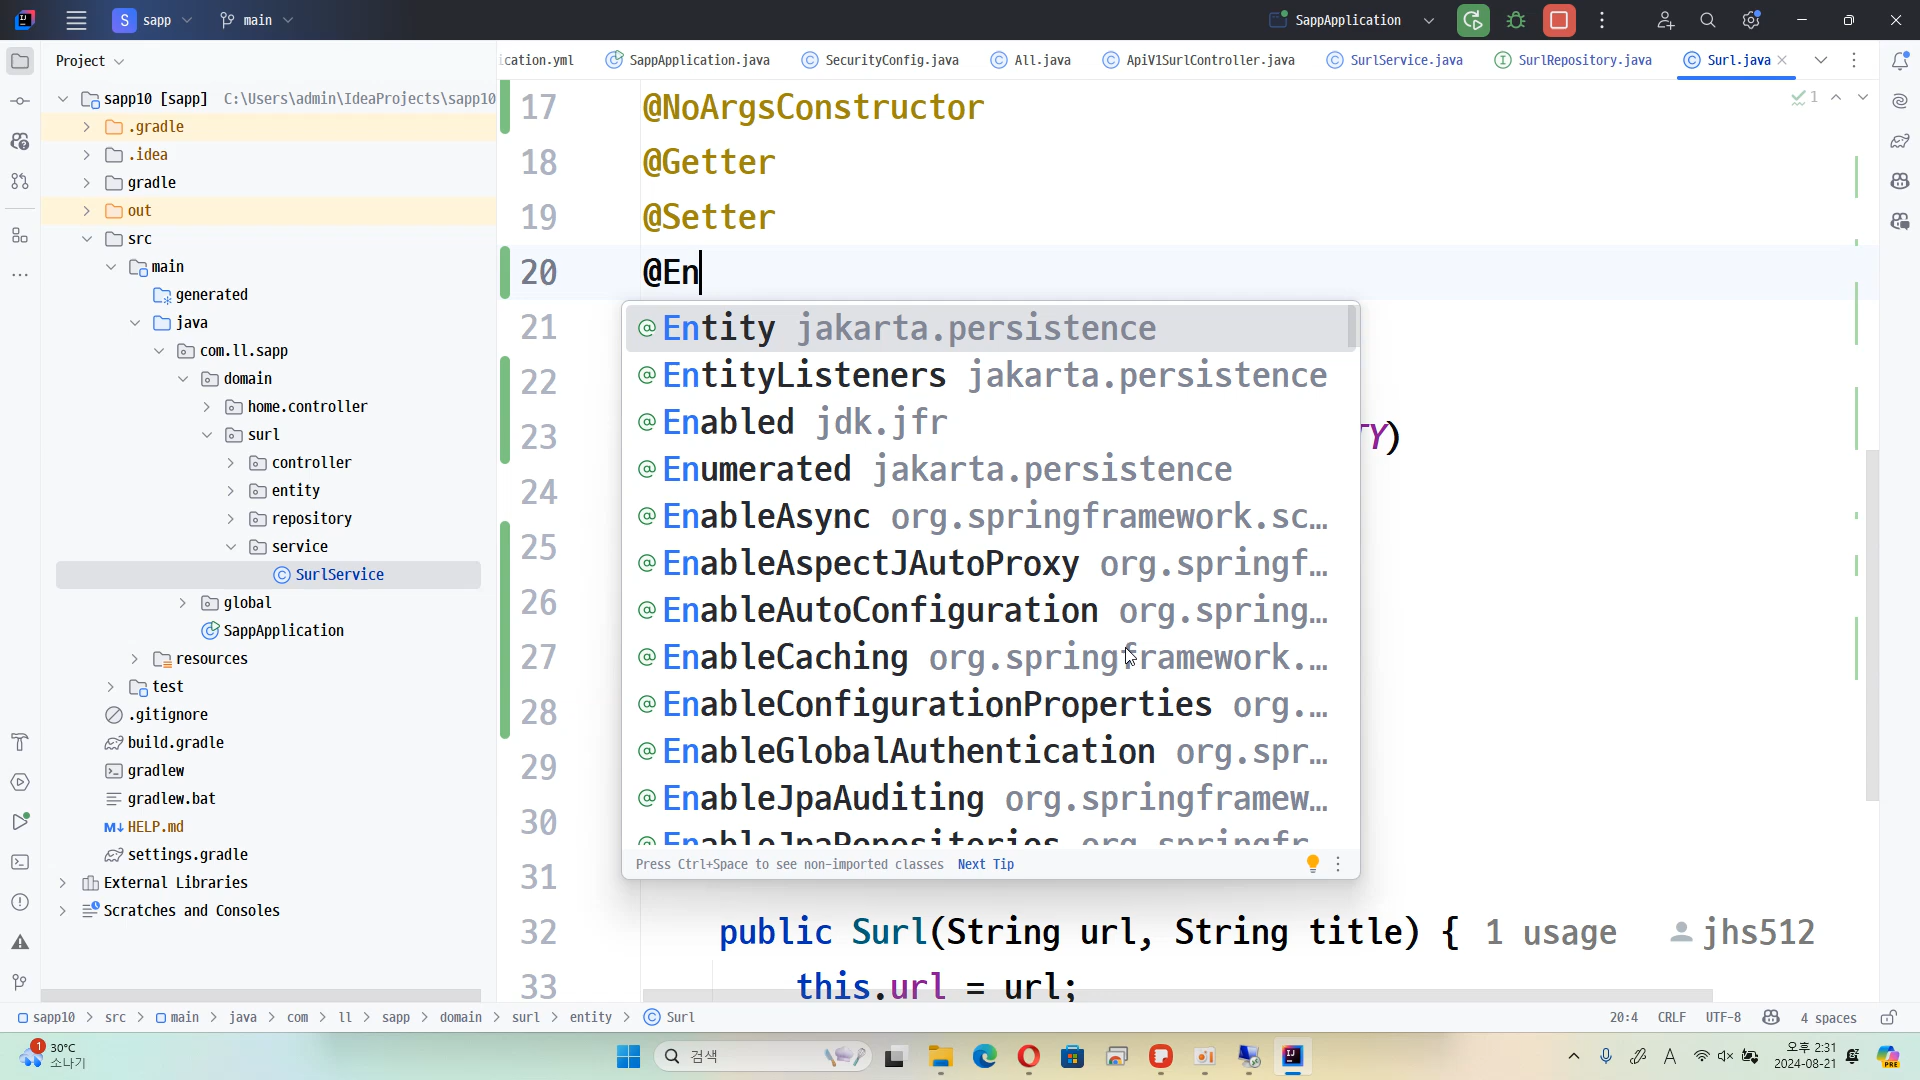 S sapp
main
SappApplication
Project
ication.yml
SappApplication.java
SecurityConfig.java
All.java
ApiV1SurlController.java
SurlService.java
SurlRepository.java
Surl.java
sapp10 [sapp] C:\Users\admin\IdeaProjects\sapp10
.gradle
.idea
gradle
out
src
main
generated
java
com.ll.sapp
domain
home.controller
surl
controller
entity
repository
service
SurlService
global
SappApplication
resources
test
.gitignore
build.gradle
gradlew
gradlew.bat
M↓ HELP.md
settings.gradle
External Libraries
Scratches and Consoles
1
17 @NoArgsConstructor
18 @Getter
19 @Setter
20 @En
21
22
23 TY)
24
25
26
27
28
29
30
31
32 public Surl(String url, String title) { 1 usage jhs512
33 this.url = url;
Entity jakarta.persistence
EntityListeners jakarta.persistence
Enabled jdk.jfr
Enumerated jakarta.persistence
EnableAsync org.springframework.sc…
EnableAspectJAutoProxy org.springf…
EnableAutoConfiguration org.spring…
EnableCaching org.springframework.…
EnableConfigurationProperties org.…
EnableGlobalAuthentication org.spr…
EnableJpaAuditing org.springframew…
EnableJpaRepositories org.springfr…
Press Ctrl+Space to see non-imported classes Next Tip
sapp10 > src > main > java > com > ll > sapp > domain > surl > entity > Surl
20:4 CRLF UTF-8 4 spaces
1
30°C
소나기
검색
A
오후 2:31
2024-08-21
PRE